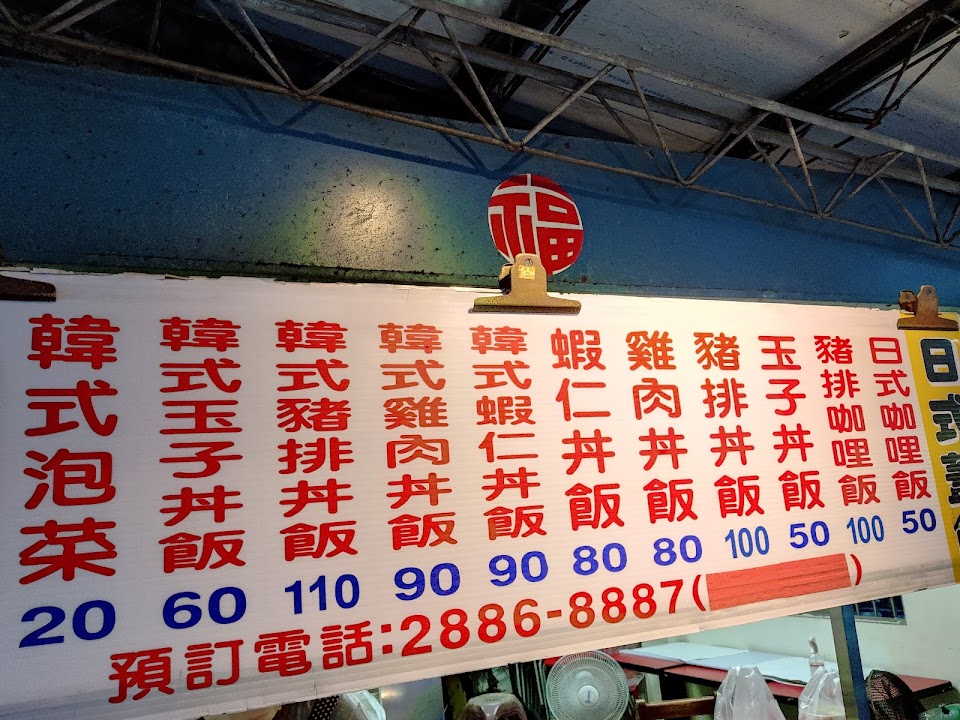 福
日式
日式咖哩飯 50
豬排咖哩飯 100
玉子丼飯 50
豬排丼飯 100
雞肉丼飯 80
蝦仁丼飯 80
韓式蝦仁丼飯 90
韓式雞肉丼飯 90
韓式豬排丼飯 110
韓式玉子丼飯 60
韓式泡菜 20
預訂電話:2886-8887( )